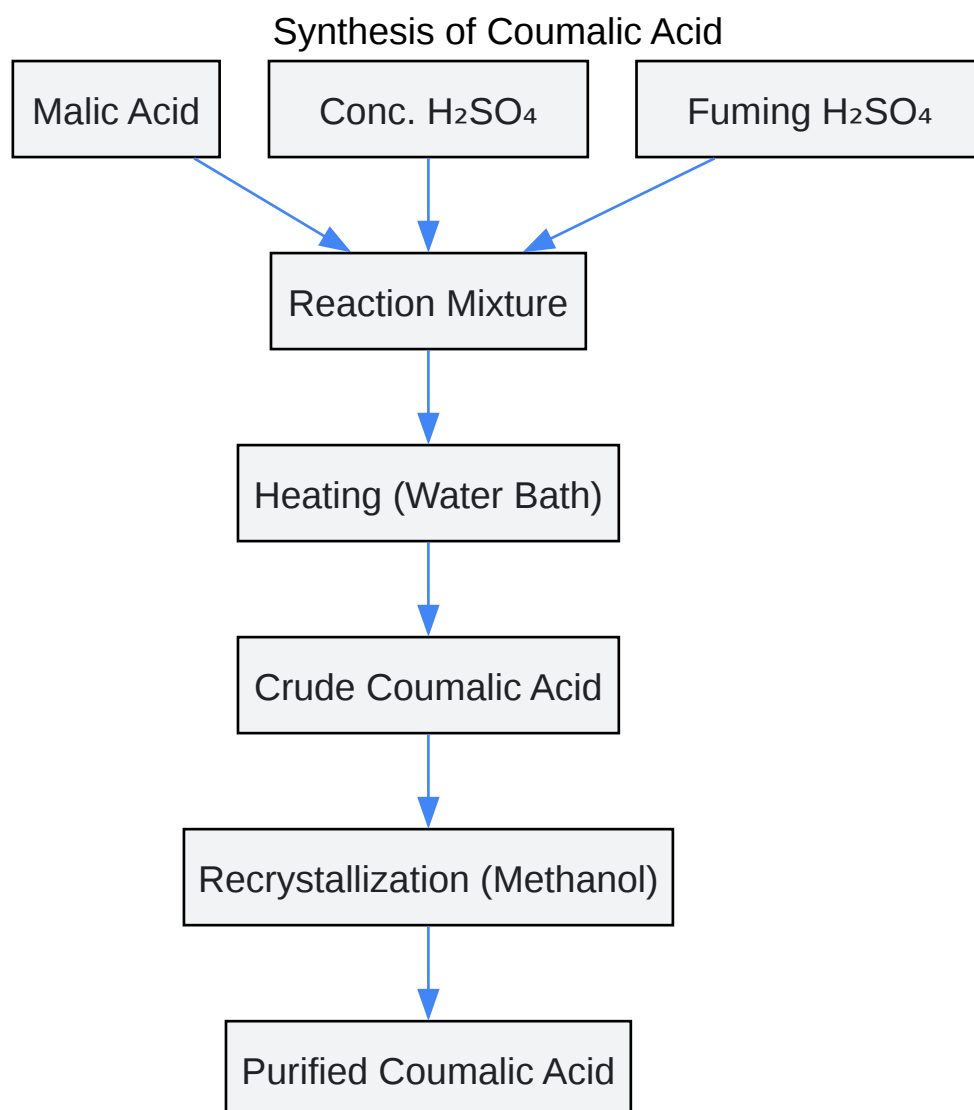 Synthesis of Coumalic Acid
Malic Acid
Conc. H₂SO₄
Fuming H₂SO₄
Reaction Mixture
Heating (Water Bath)
Crude Coumalic Acid
Recrystallization (Methanol)
Purified Coumalic Acid